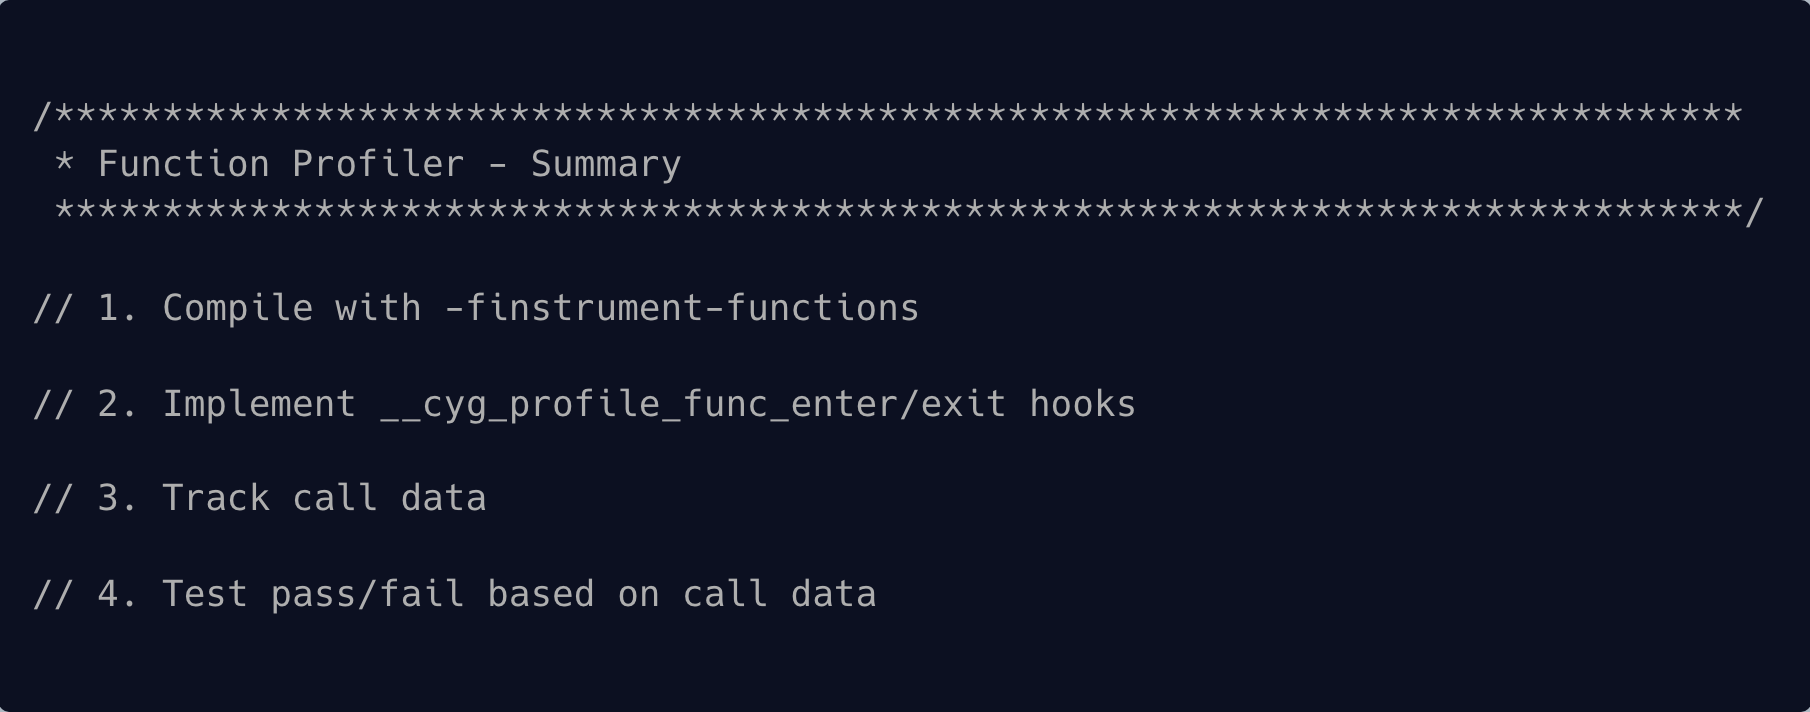 /******************************************************************************
 * Function Profiler - Summary
 ******************************************************************************/
// 1. Compile with -finstrument-functions
// 2. Implement __cyg_profile_func_enter/exit hooks
// 3. Track call data
// 4. Test pass/fail based on call data